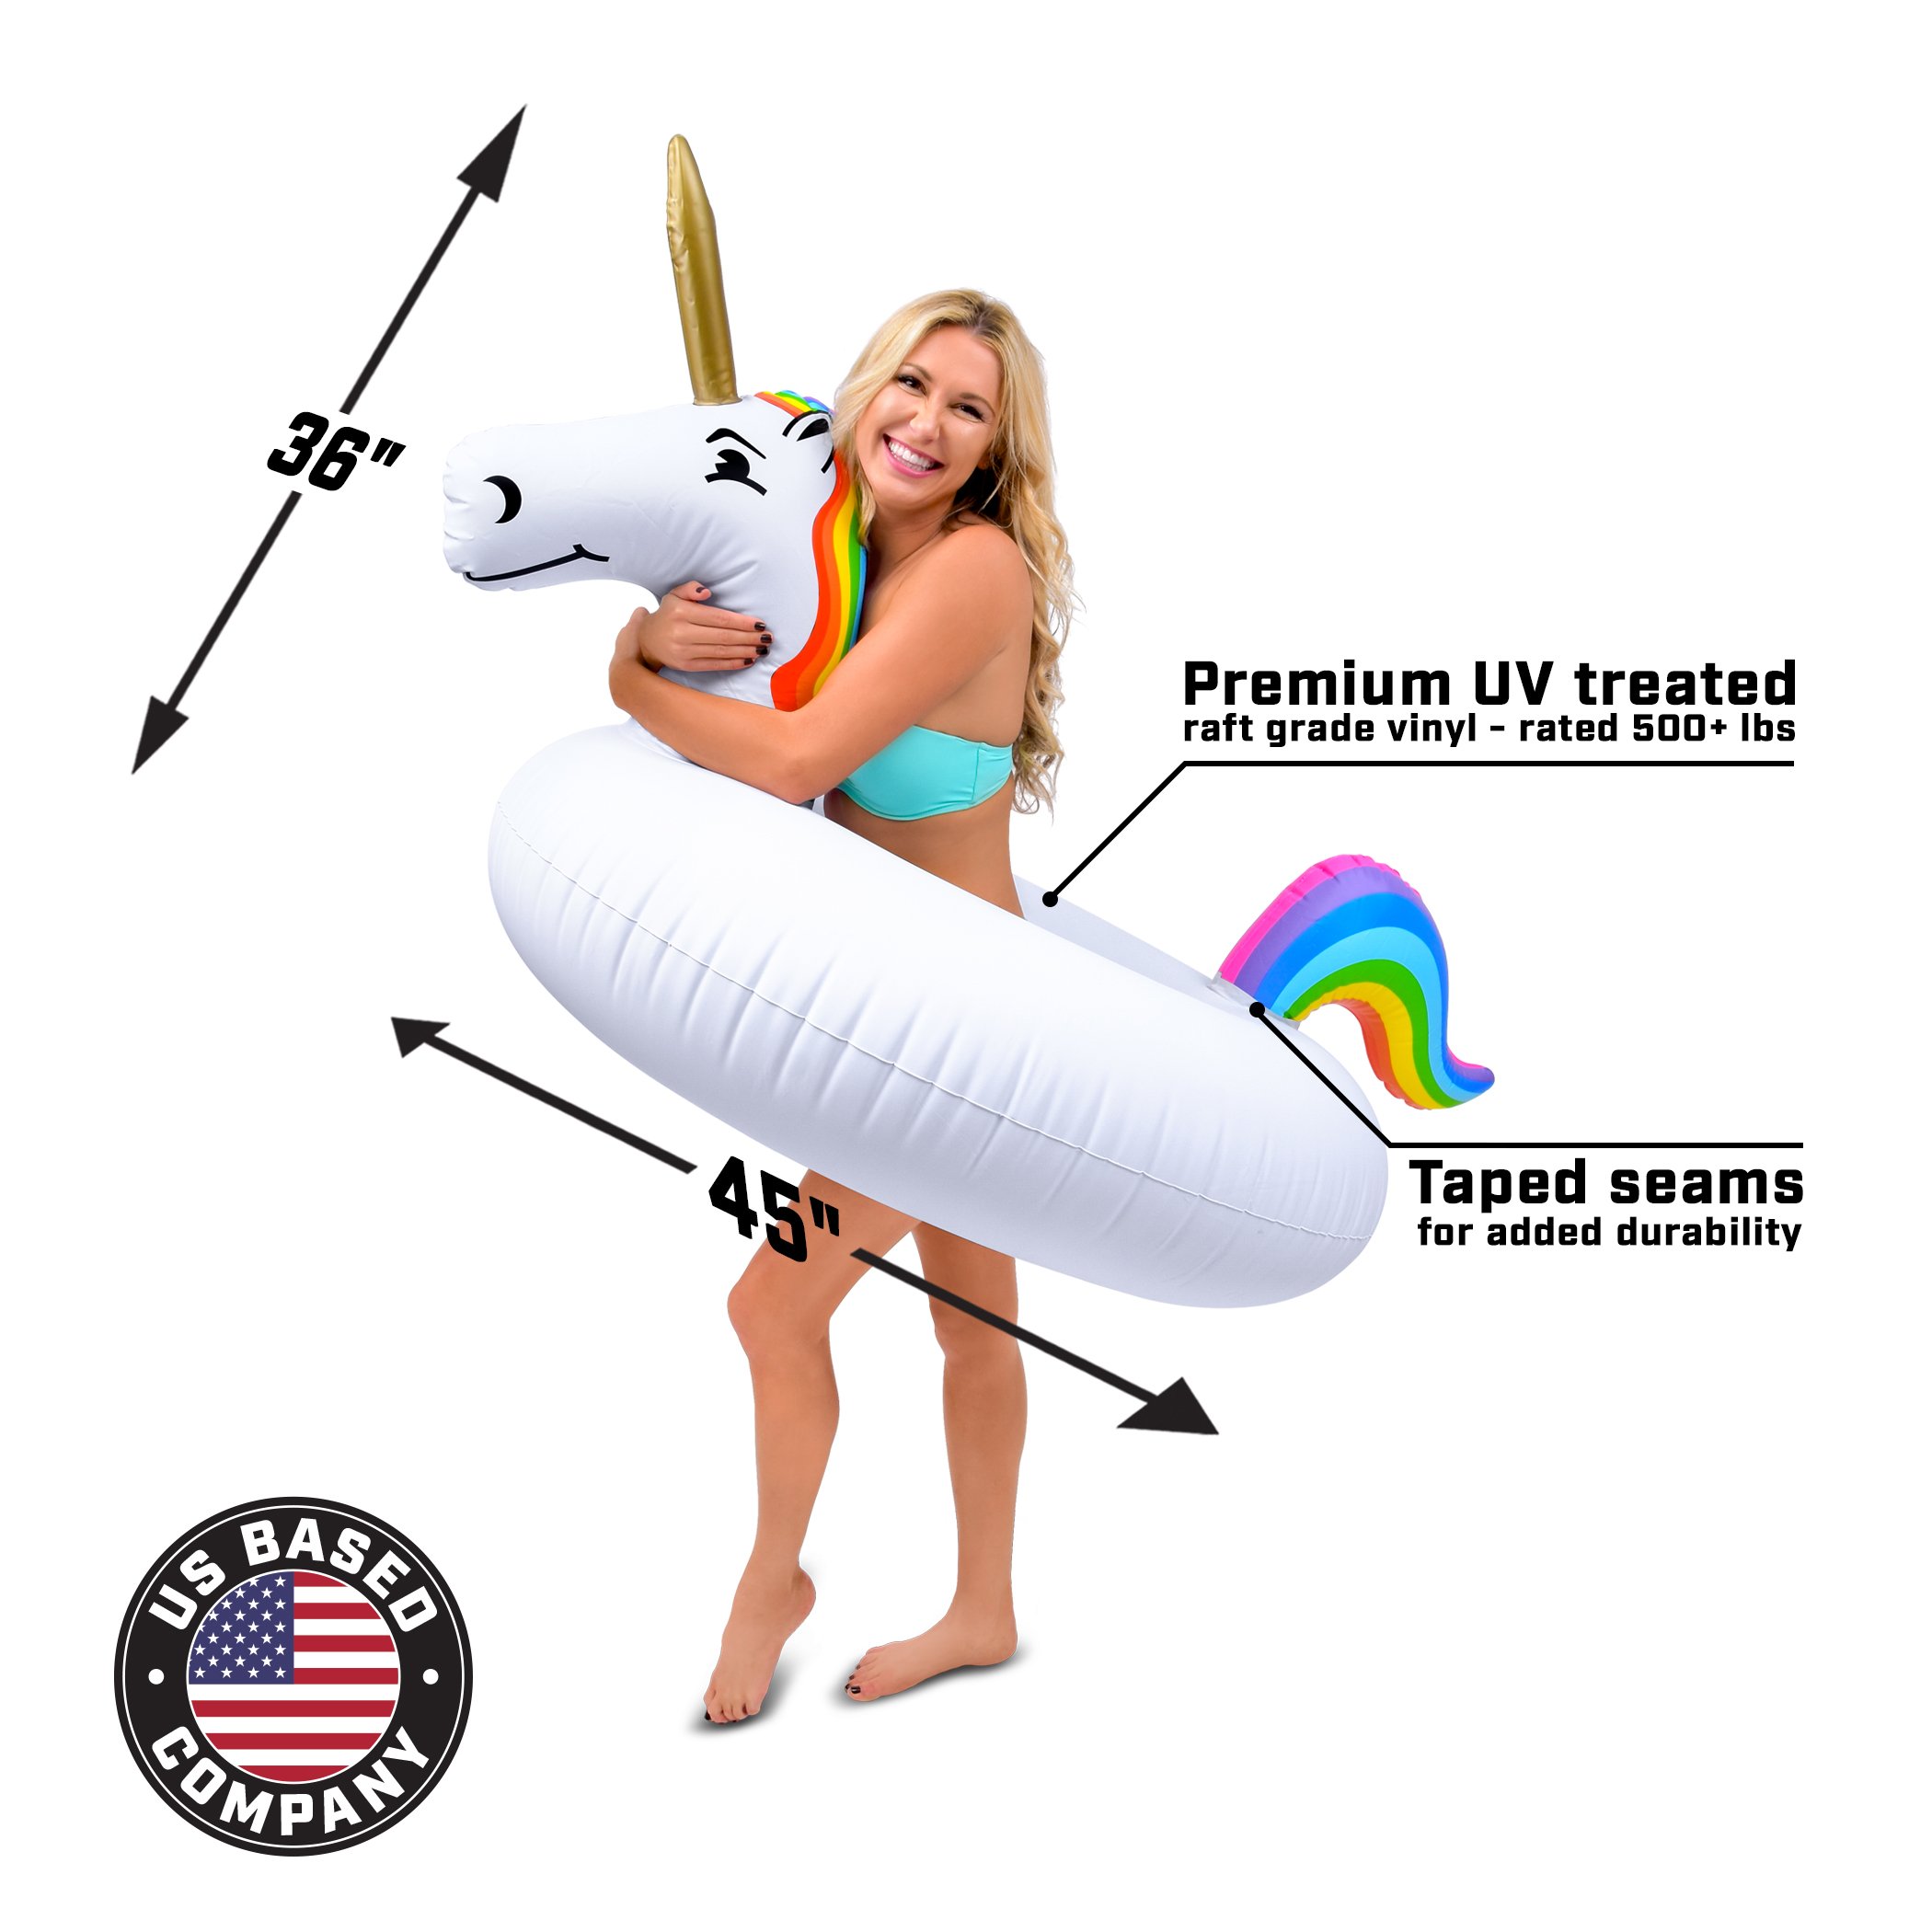 36"
Premium UV treated
raft grade vinyl - rated 500+ lbs
45"
Taped seams
for added durability
US BASED
COMPANY